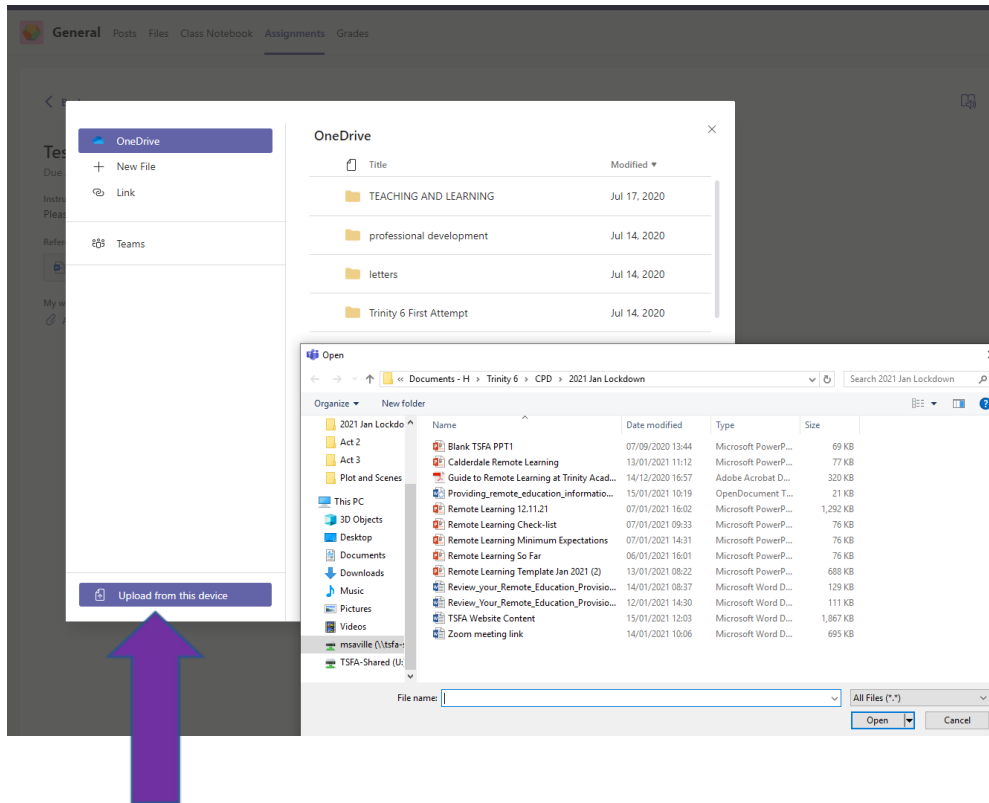 General Posts Files Class Notebook Assignments Grades
Tes
Due
Instru
Pleas
Refer
My w
OneDrive
New File
Link
Teams
Upload from this device
OneDrive
Title Modified
TEACHING AND LEARNING Jul 17, 2020
professional development Jul 14, 2020
letters Jul 14, 2020
Trinity 6 First Attempt Jul 14, 2020
Open
« Documents - H › Trinity 6 › CPD › 2021 Jan Lockdown Search 2021 Jan Lockdown
Organize New folder
2021 Jan Lockdo
Act 2
Act 3
Plot and Scenes
This PC
3D Objects
Desktop
Documents
Downloads
Music
Pictures
Videos
msaville (\\tsfa-s
TSFA-Shared (U:
Name Date modified Type Size
Blank TSFA PPT1 07/09/2020 13:44 Microsoft PowerP... 69 KB
Calderdale Remote Learning 13/01/2021 11:12 Microsoft PowerP... 77 KB
Guide to Remote Learning at Trinity Acad... 14/12/2020 16:57 Adobe Acrobat D... 320 KB
Providing_remote_education_informatio... 15/01/2021 10:19 OpenDocument T... 21 KB
Remote Learning 12.11.21 07/01/2021 16:02 Microsoft PowerP... 1,292 KB
Remote Learning Check-list 07/01/2021 09:33 Microsoft PowerP... 76 KB
Remote Learning Minimum Expectations 07/01/2021 14:31 Microsoft PowerP... 76 KB
Remote Learning So Far 06/01/2021 16:01 Microsoft PowerP... 76 KB
Remote Learning Template Jan 2021 (2) 13/01/2021 08:22 Microsoft PowerP... 688 KB
Review_your_Remote_Education_Provisio... 14/01/2021 08:37 Microsoft Word D... 129 KB
Review_Your_Remote_Education_Provisio... 12/01/2021 14:30 Microsoft Word D... 111 KB
TSFA Website Content 15/01/2021 12:03 Microsoft Word D... 1,867 KB
Zoom meeting link 14/01/2021 10:06 Microsoft Word D... 695 KB
File name: All Files (*.*)
Open Cancel